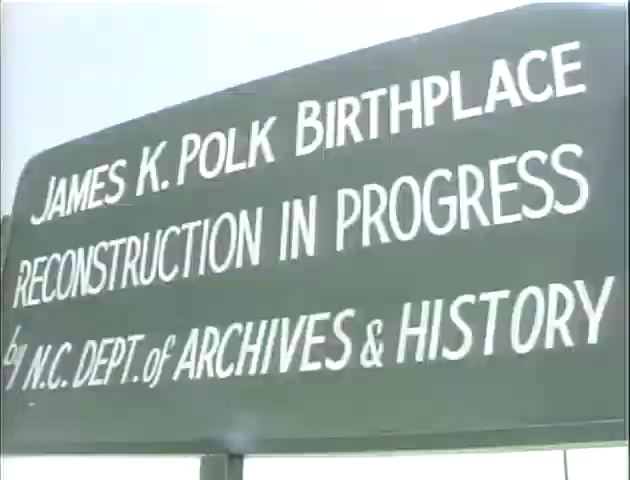 JAMES K. POLK BIRTHPLACE
RECONSTRUCTION IN PROGRESS
by N.C. DEPT. of ARCHIVES & HISTORY